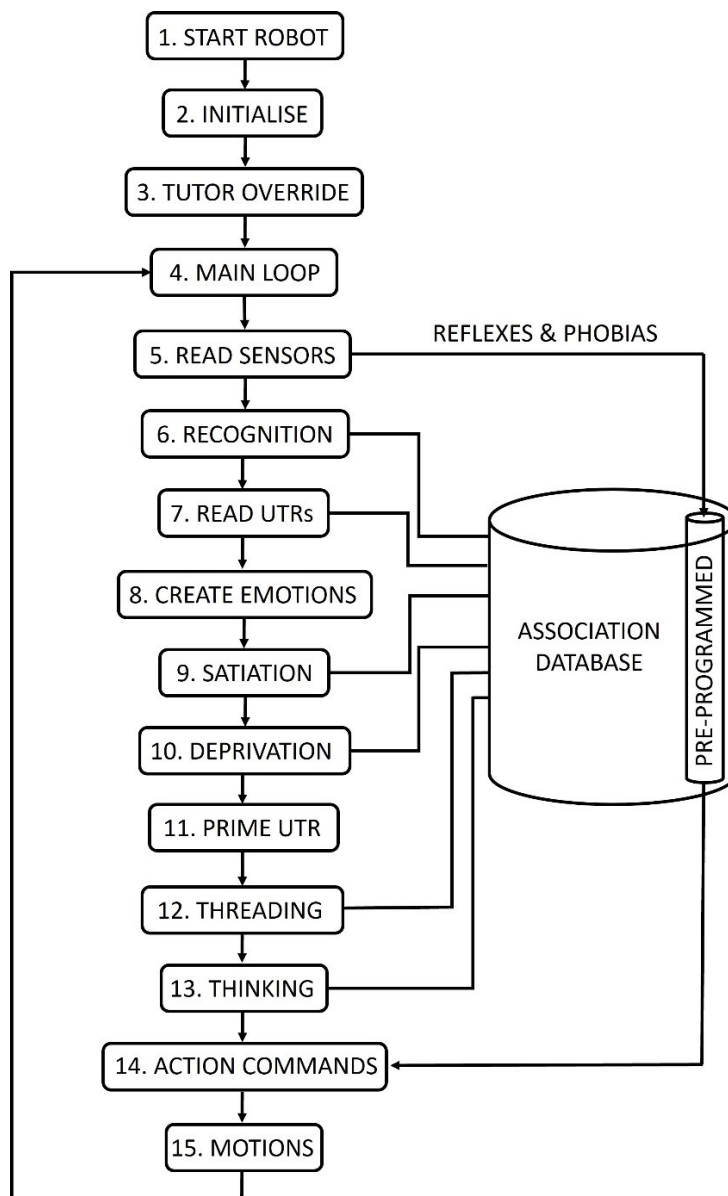 1. START ROBOT
2. INITIALISE
3. TUTOR OVERRIDE
4. MAIN LOOP
5. READ SENSORS
REFLEXES & PHOBIAS
6. RECOGNITION
7. READ UTRs
8. CREATE EMOTIONS
9. SATIATION
10. DEPRIVATION
11. PRIME UTR
12. THREADING
13. THINKING
14. ACTION COMMANDS
15. MOTIONS
ASSOCIATION
DATABASE
PRE-PROGRAMMED